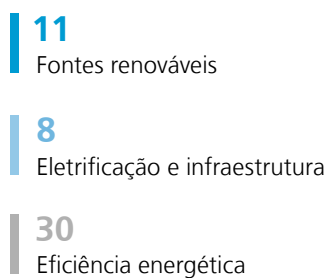 11
Fontes renováveis
8
Eletrificação e infraestrutura
30
Eficiência energética